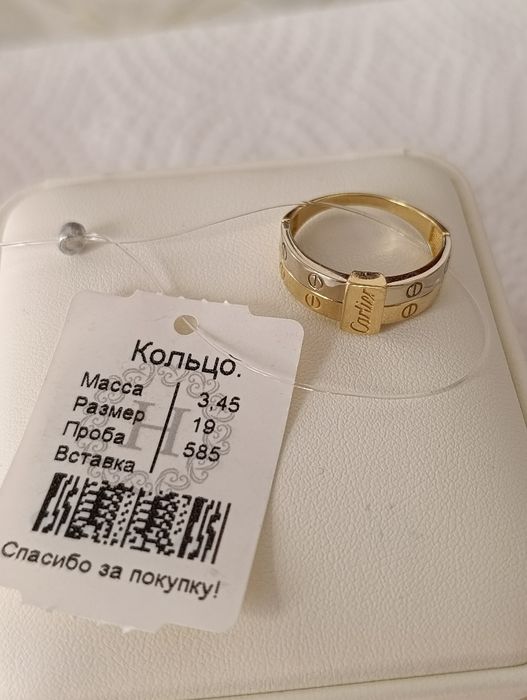 Cartier
Кольцо.
Масса 3.45
Размер 19
Проба 585
Вставка
H
Спасибо за покупку!